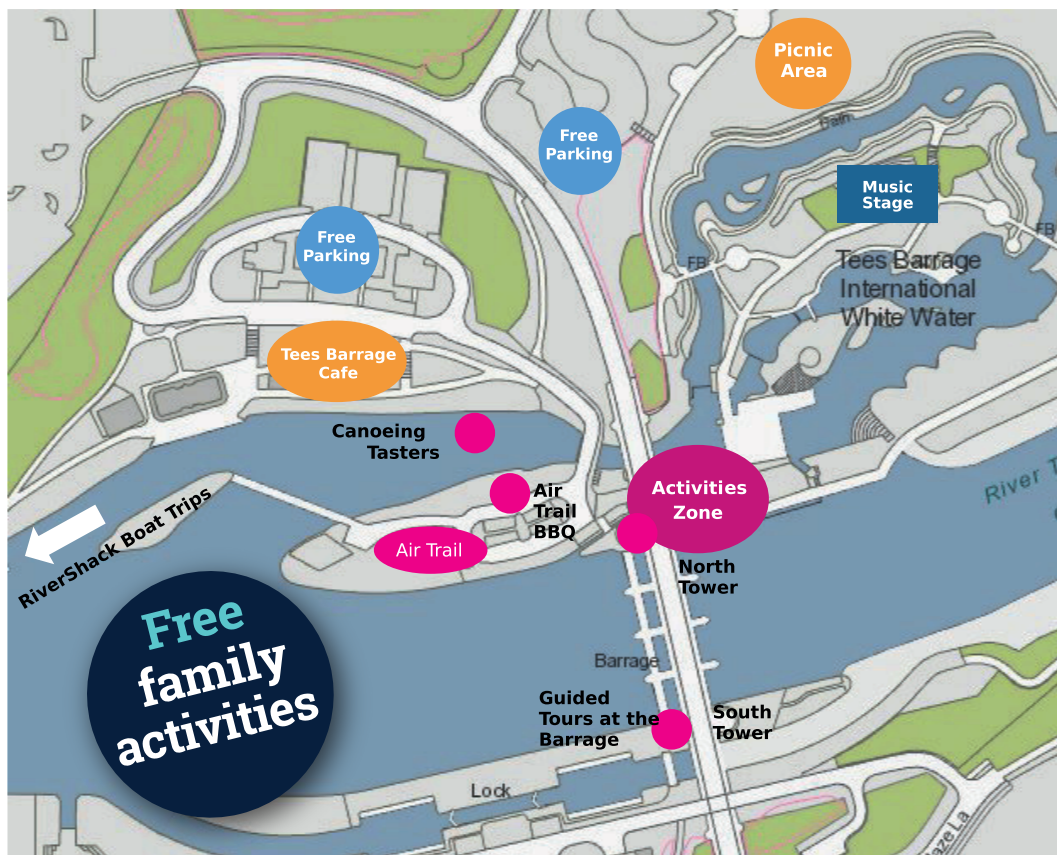 Picnic
Area
Free
Parking
Music
Stage
Free
Parking
FB
FB
Tees Barrage
International
White Water
Tees Barrage
Cafe
Canoeing
Tasters
Air
Trail
BBQ
Activities
Zone
River T
RiverShack Boat Trips
Air Trail
North
Tower
Free
family
activities
Barrage
Guided
Tours at the
Barrage
South
Tower
Lock